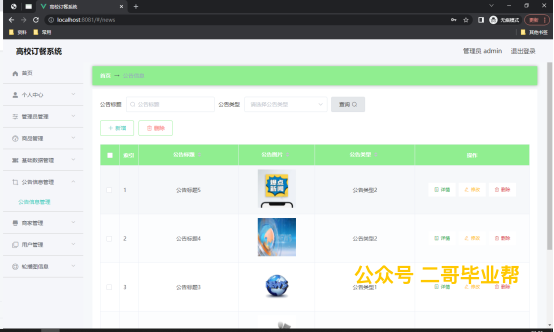 高校订餐系统
localhost:8081/#/news
无痕模式
更新
资料
常用
其他书签
高校订餐系统
管理员 admin
退出登录
首页
个人中心
管理员管理
商品管理
基础数据管理
公告信息管理
公告信息管理
商家管理
用户管理
轮播图信息
首页
公告标题
公告标题
公告类型
请选择公告类型
查询
+ 新增
删除
索引 公告标题 公告图片 公告类型 操作
1 公告标题5 公告类型2 详情 修改 删除
2 公告标题4 公告类型2 详情 修改 删除
3 公告标题3 公告类型1 详情 修改 删除
公众号 二哥毕业帮